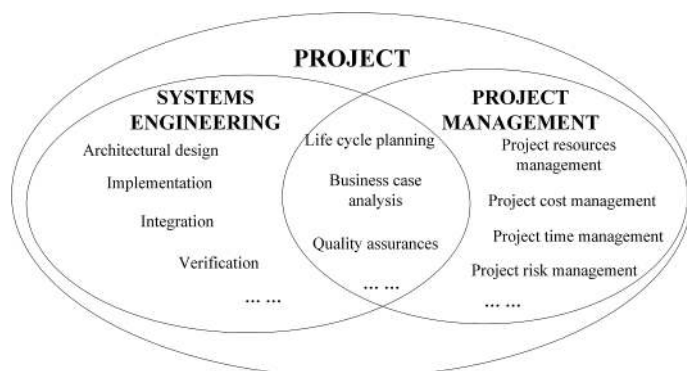 PROJECT
SYSTEMS
ENGINEERING
Architectural design
Implementation
Integration
Verification
... ...
Life cycle planning
Business case
analysis
Quality assurances
... ...
PROJECT
MANAGEMENT
Project resources
management
Project cost management
Project time management
Project risk management
... ...